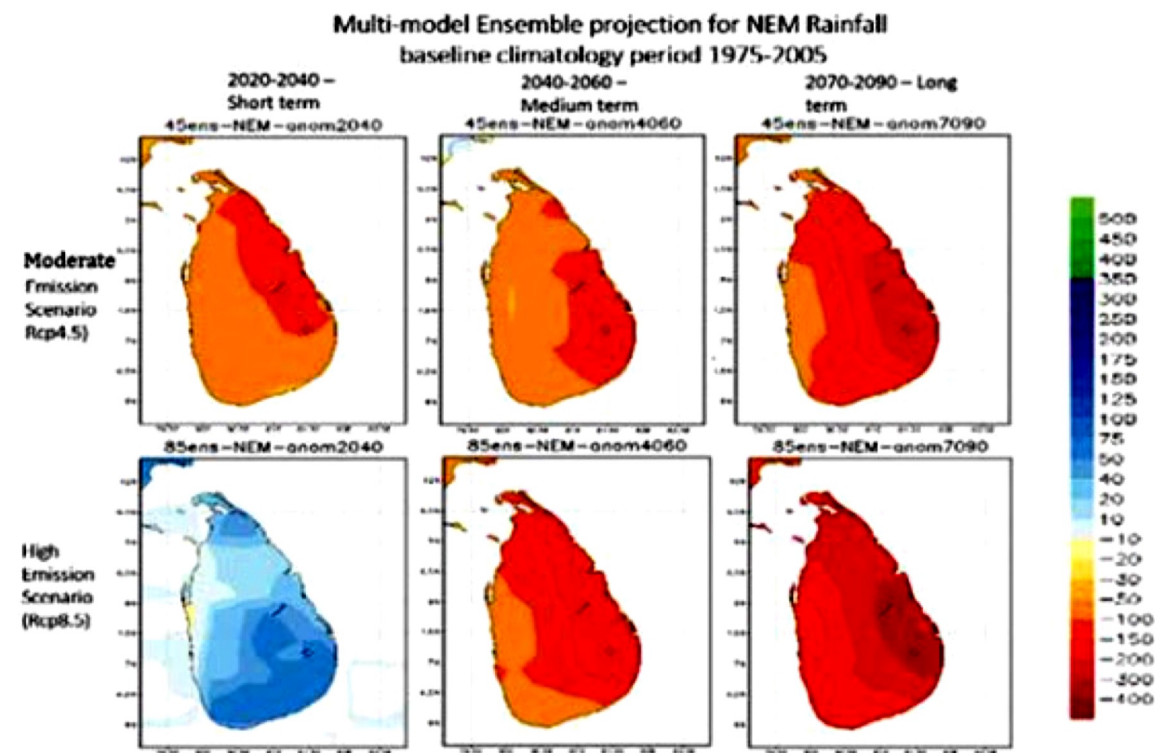 Multi-model Ensemble projection for NEM Rainfall
baseline climatology period 1975-2005
2020-2040 –
Short term
2040-2060 –
Medium term
2070-2090 – Long
term
45ens-NEM-anom2040
45ens-NEM-anom4060
45ens-NEM-anom7090
Moderate
Emission
Scenario
Rcp4.5)
85ens-NEM-anom2040
85ens-NEM-anom4060
85ens-NEM-anom7090
High
Emission
Scenario
(Rcp8.5)
500
450
400
350
300
250
200
175
150
125
100
75
50
40
20
10
-10
-20
-30
-50
-100
-150
-200
-300
-400